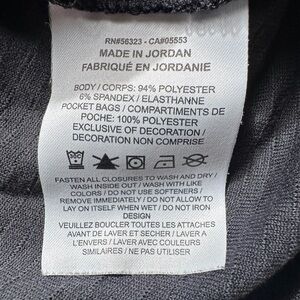 RN#56323 - CA#05553
MADE IN JORDAN
FABRIQUÉ EN JORDANIE
BODY / CORPS: 94% POLYESTER
6% SPANDEX / ELASTHANNE
POCKET BAGS / COMPARTIMENTS DE
POCHE: 100% POLYESTER
EXCLUSIVE OF DECORATION /
DECORATION NON COMPRISE
FASTEN ALL CLOSURES TO WASH AND DRY /
WASH INSIDE OUT / WASH WITH LIKE
COLORS / DO NOT USE SOFTENERS /
REMOVE IMMEDIATELY / DO NOT ALLOW TO
LAY ON ITSELF WHEN WET / DO NOT IRON
DESIGN
VEUILLEZ BOUCLER TOUTES LES ATTACHES
AVANT DE LAVER ET SÉCHER / LAVER A
L'ENVERS / LAVER AVEC COULEURS
SIMILAIRES / NE PAS UTILISER